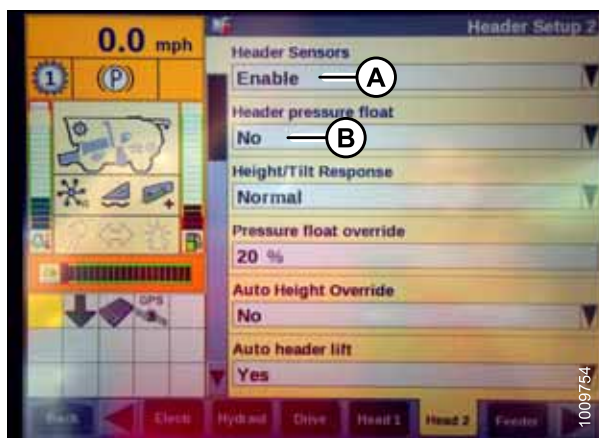 0.0 mph
Header Setup 2
1
(P)
Header Sensors
Enable
A
Header pressure float
No
B
Height/Tilt Response
Normal
Pressure float override
20 %
GPS
Auto Height Override
No
Auto header lift
Yes
Back
Electr
Hydraul
Drive
Head 1
Head 2
Feeder
1009754